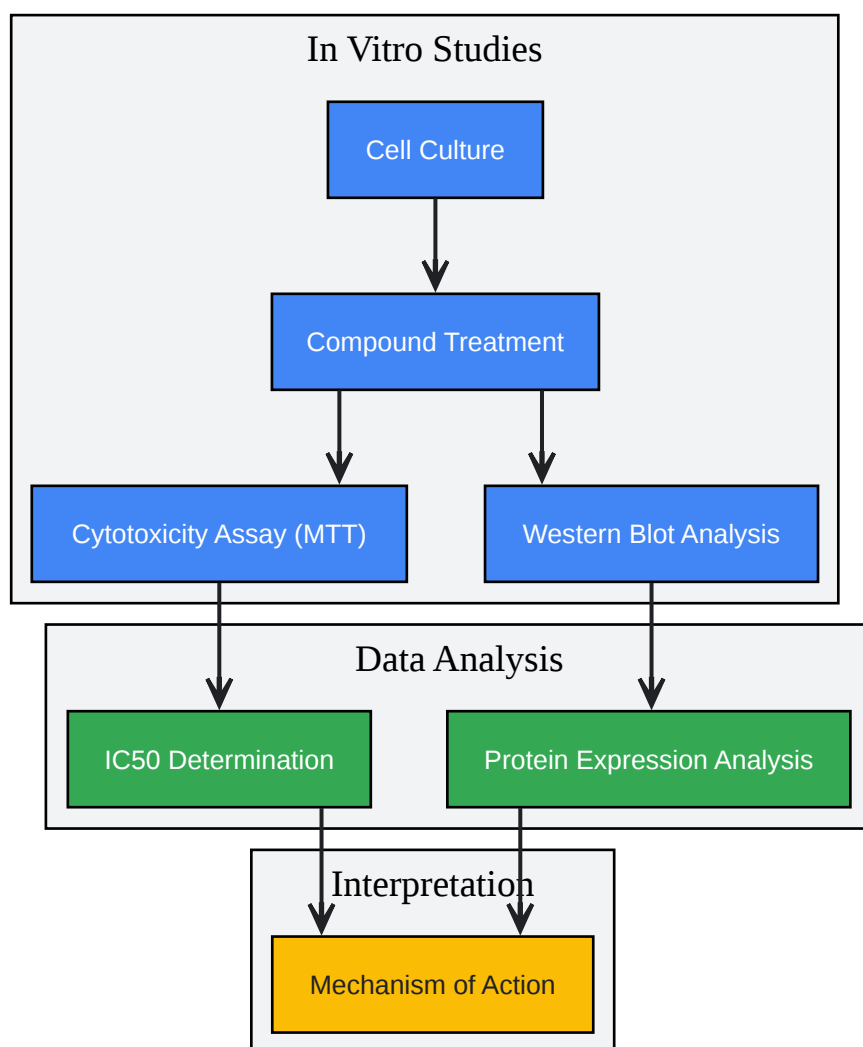 In Vitro Studies
Cell Culture
Compound Treatment
Cytotoxicity Assay (MTT)
Western Blot Analysis
Data Analysis
IC50 Determination
Protein Expression Analysis
Interpretation
Mechanism of Action